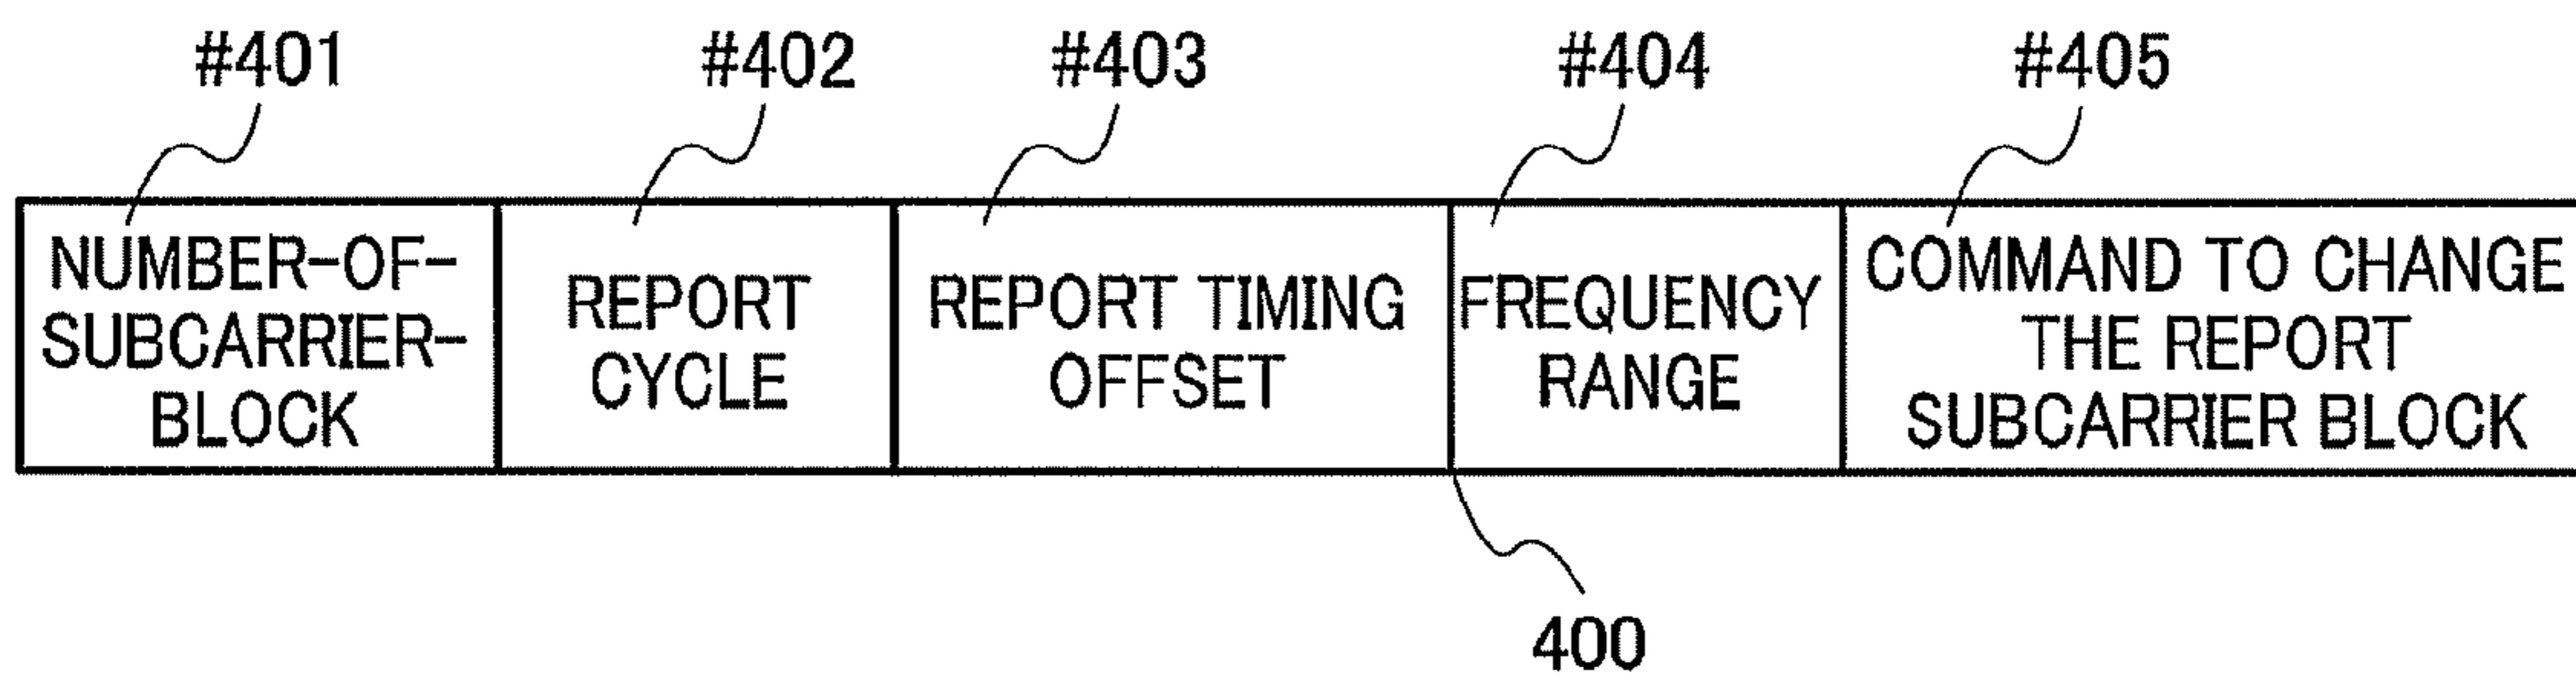 #401
#402
#403
#404
#405
NUMBER-OF-
SUBCARRIER-
BLOCK
REPORT
CYCLE
REPORT TIMING
OFFSET
FREQUENCY
RANGE
COMMAND TO CHANGE
THE REPORT
SUBCARRIER BLOCK
400